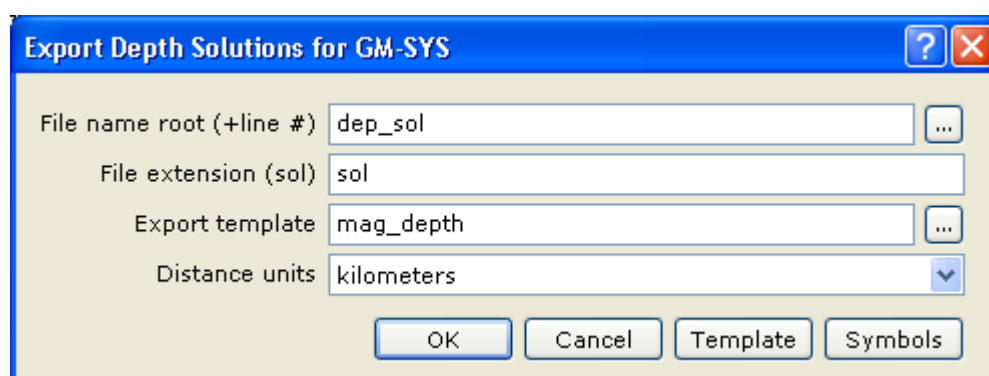 Export Depth Solutions for GM-SYS ?
File name root (+line #) dep_sol ...
File extension (sol) sol
Export template mag_depth ...
Distance units kilometers
OK Cancel Template Symbols